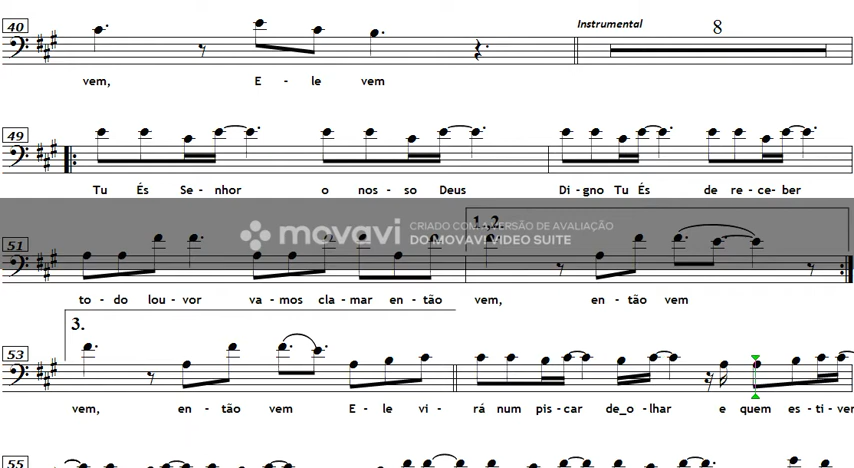 40
Instrumental
8
vem, E - le vem
49
Tu És Se - nhor o nos - so Deus Di - gno Tu És de re - ce - ber
movavi
CRIADO COM A VERSÃO DE AVALIAÇÃO
DO MOVAVI VIDEO SUITE
1. 2.
51
to - do lou - vor va - mos cla - mar en - tão vem, en - tão vem
3.
53
vem, en - tão vem E - le vi - rá num pis - car de_o - lhar e quem es - ti - ver
55